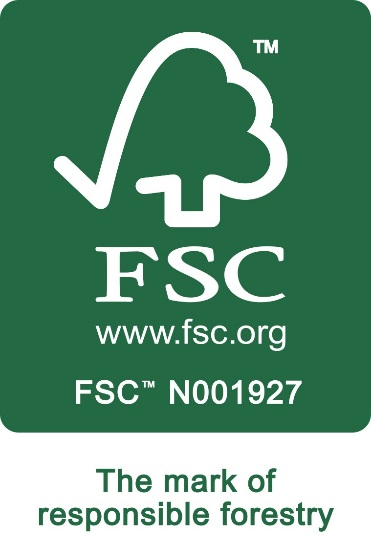 TM
FSC
www.fsc.org
FSC™ N001927
The mark of
responsible forestry